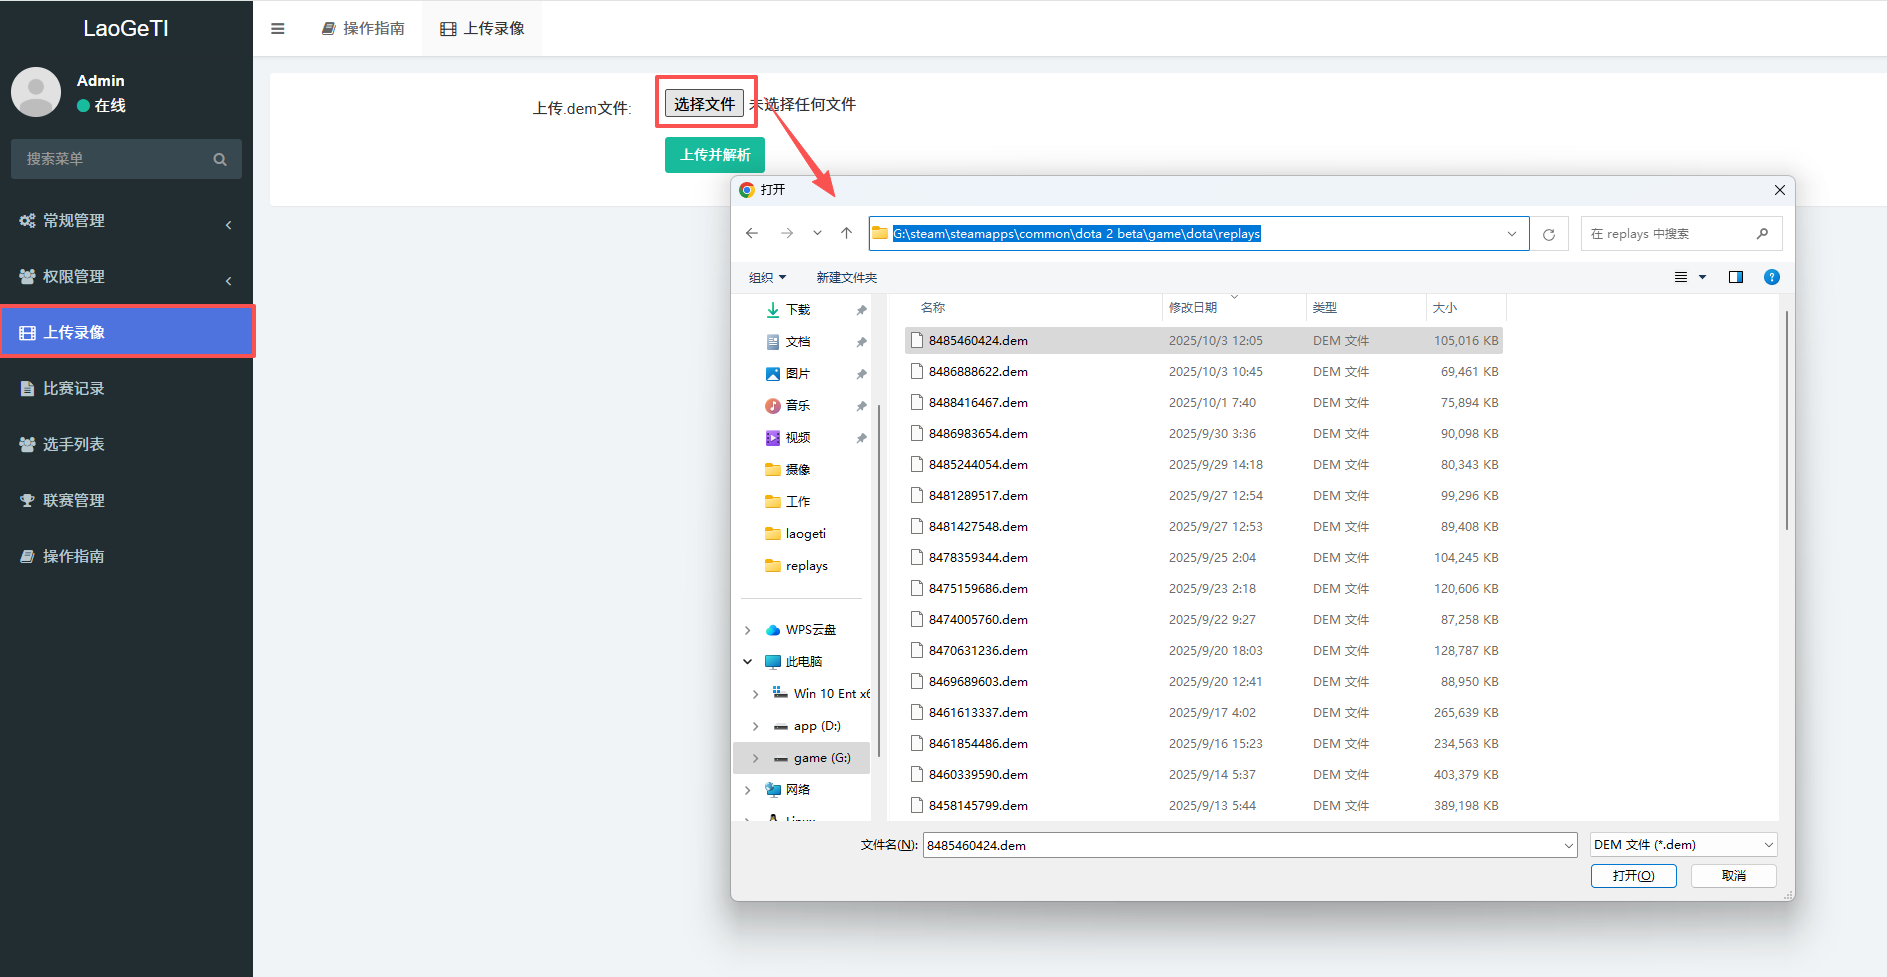 LaoGeTI
Admin
在线
搜索菜单
常规管理
权限管理
上传录像
比赛记录
选手列表
联赛管理
操作指南
操作指南
上传录像
上传.dem文件:
选择文件 未选择任何文件
上传并解析
打开
G:\steam\steamapps\common\dota 2 beta\game\dota\replays
在 replays 中搜索
组织 新建文件夹
下载
文档
图片
音乐
视频
摄像
工作
laogeti
replays
WPS云盘
此电脑
Win 10 Ent x6
app (D:)
game (G:)
网络
名称 修改日期 类型 大小
8485460424.dem 2025/10/3 12:05 DEM 文件 105,016 KB
8486888622.dem 2025/10/3 10:45 DEM 文件 69,461 KB
8488416467.dem 2025/10/1 7:40 DEM 文件 75,894 KB
8486983654.dem 2025/9/30 3:36 DEM 文件 90,098 KB
8485244054.dem 2025/9/29 14:18 DEM 文件 80,343 KB
8481289517.dem 2025/9/27 12:54 DEM 文件 99,296 KB
8481427548.dem 2025/9/27 12:53 DEM 文件 89,408 KB
8478359344.dem 2025/9/25 2:04 DEM 文件 104,245 KB
8475159686.dem 2025/9/23 2:18 DEM 文件 120,606 KB
8474005760.dem 2025/9/22 9:27 DEM 文件 87,258 KB
8470631236.dem 2025/9/20 18:03 DEM 文件 128,787 KB
8469689603.dem 2025/9/20 12:41 DEM 文件 88,950 KB
8461613337.dem 2025/9/17 4:02 DEM 文件 265,639 KB
8461854486.dem 2025/9/16 15:23 DEM 文件 234,563 KB
8460339590.dem 2025/9/14 5:37 DEM 文件 403,379 KB
8458145799.dem 2025/9/13 5:44 DEM 文件 389,198 KB
文件名(N): 8485460424.dem DEM 文件 (*.dem)
打开(O) 取消